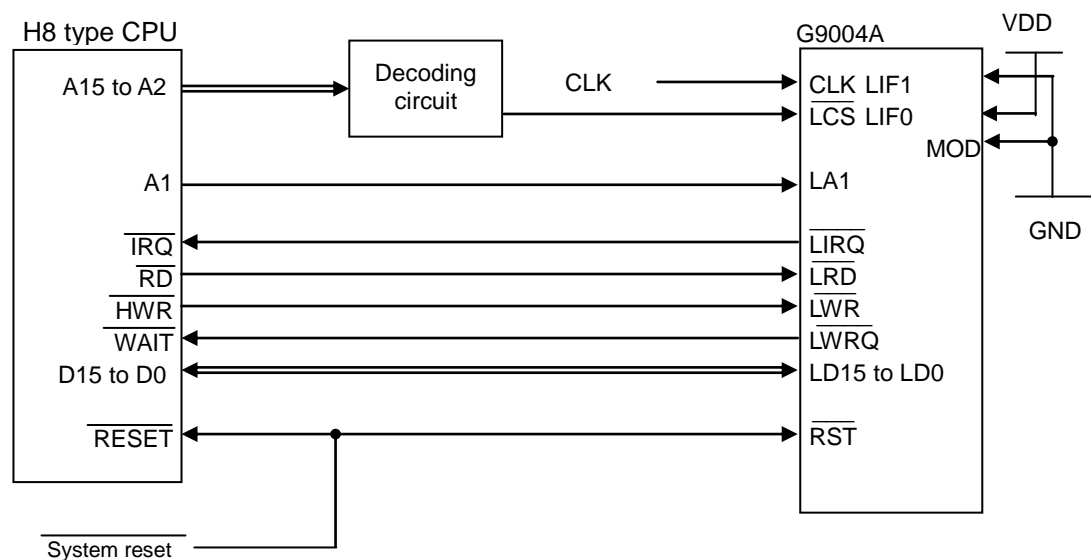 H8 type CPU
G9004A
VDD
A15 to A2
Decoding
circuit
CLK
CLK LIF1
LCS LIF0
MOD
A1
LA1
GND
IRQ
LIRQ
RD
LRD
HWR
LWR
WAIT
LWRQ
D15 to D0
LD15 to LD0
RESET
RST
System reset